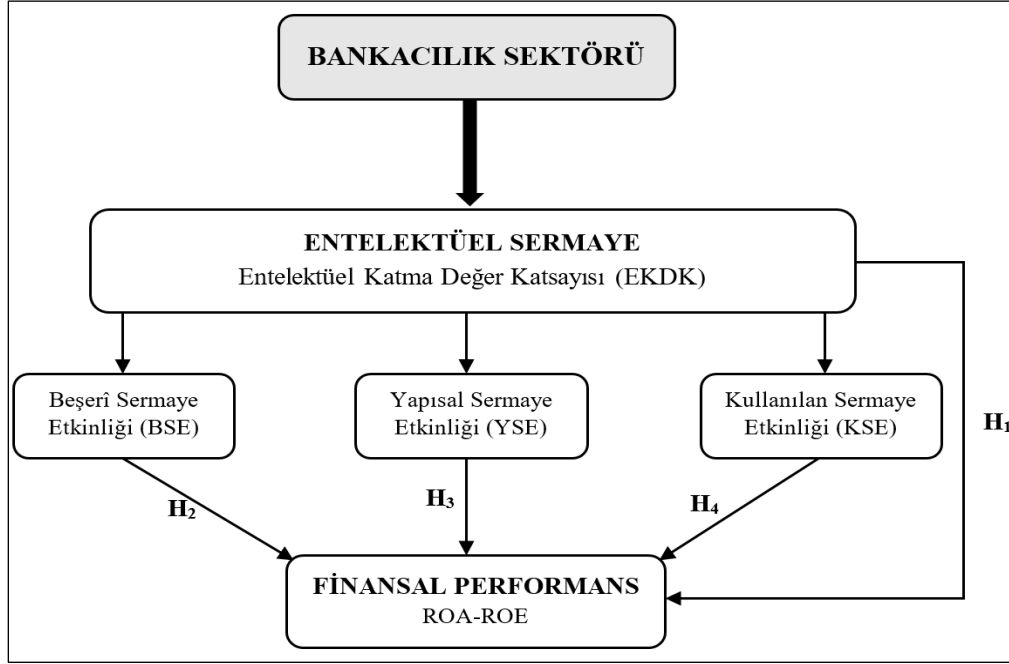 BANKACILIK SEKTÖRÜ
ENTELEKTÜEL SERMAYE
Entelektüel Katma Değer Katsayısı (EKDK)
Beşerî Sermaye
Etkinliği (BSE)
Yapısal Sermaye
Etkinliği (YSE)
Kullanılan Sermaye
Etkinliği (KSE)
H₁
H₂
H₃
H₄
FİNANSAL PERFORMANS
ROA-ROE